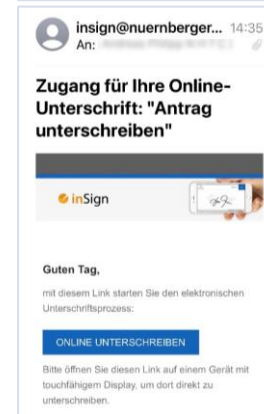 insign@nuernberger... 14:35
An:
Zugang für Ihre Online-
Unterschrift: "Antrag
unterschreiben"
inSign
Guten Tag,
mit diesem Link starten Sie den elektronischen
Unterschriftsprozess:
ONLINE UNTERSCHREIBEN
Bitte öffnen Sie diesen Link auf einem Gerät mit
touchfähigem Display, um dort direkt zu
unterschreiben.